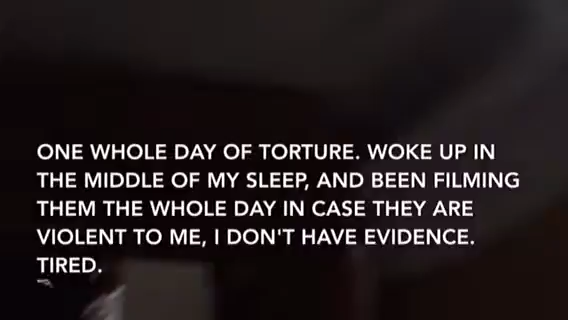 ONE WHOLE DAY OF TORTURE. WOKE UP IN
THE MIDDLE OF MY SLEEP, AND BEEN FILMING
THEM THE WHOLE DAY IN CASE THEY ARE
VIOLENT TO ME, I DON'T HAVE EVIDENCE.
TIRED.